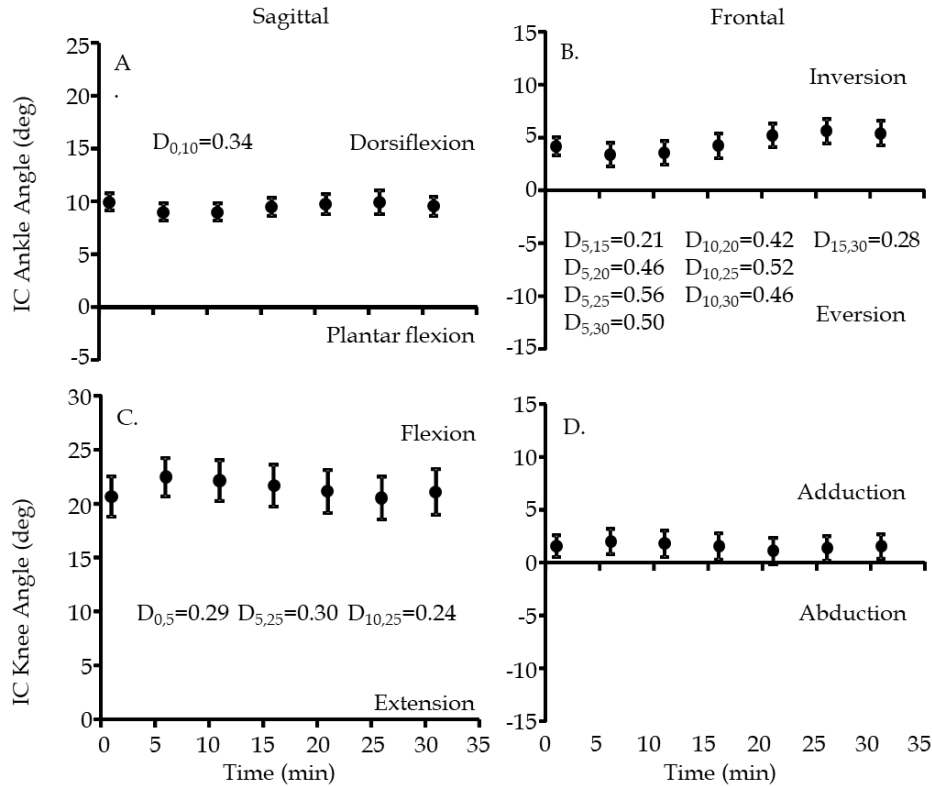 Sagittal
Frontal
IC Ankle Angle (deg)
25
20
15
10
5
0
-5
A
D0,10=0.34
Dorsiflexion
Plantar flexion
15
10
5
0
-5
-10
-15
B.
Inversion
D5,15=0.21 D10,20=0.42 D15,30=0.28
D5,20=0.46 D10,25=0.52
D5,25=0.56 D10,30=0.46
D5,30=0.50
Eversion
IC Knee Angle (deg)
30
25
20
15
10
5
0
C.
Flexion
D0,5=0.29 D5,25=0.30 D10,25=0.24
Extension
0 5 10 15 20 25 30 35
Time (min)
15
10
5
0
-5
-10
-15
D.
Adduction
Abduction
0 5 10 15 20 25 30 35
Time (min)